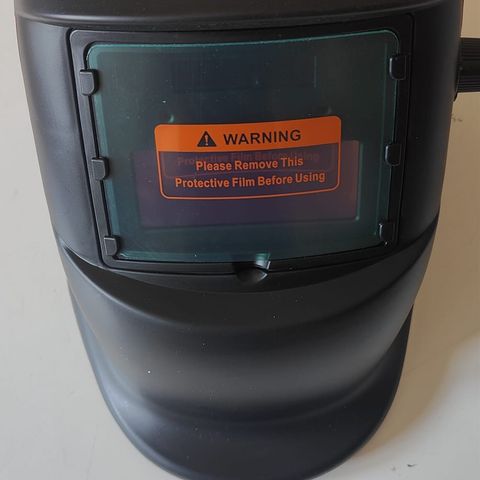 WARNING
Please Remove This
Protective Film Before Using